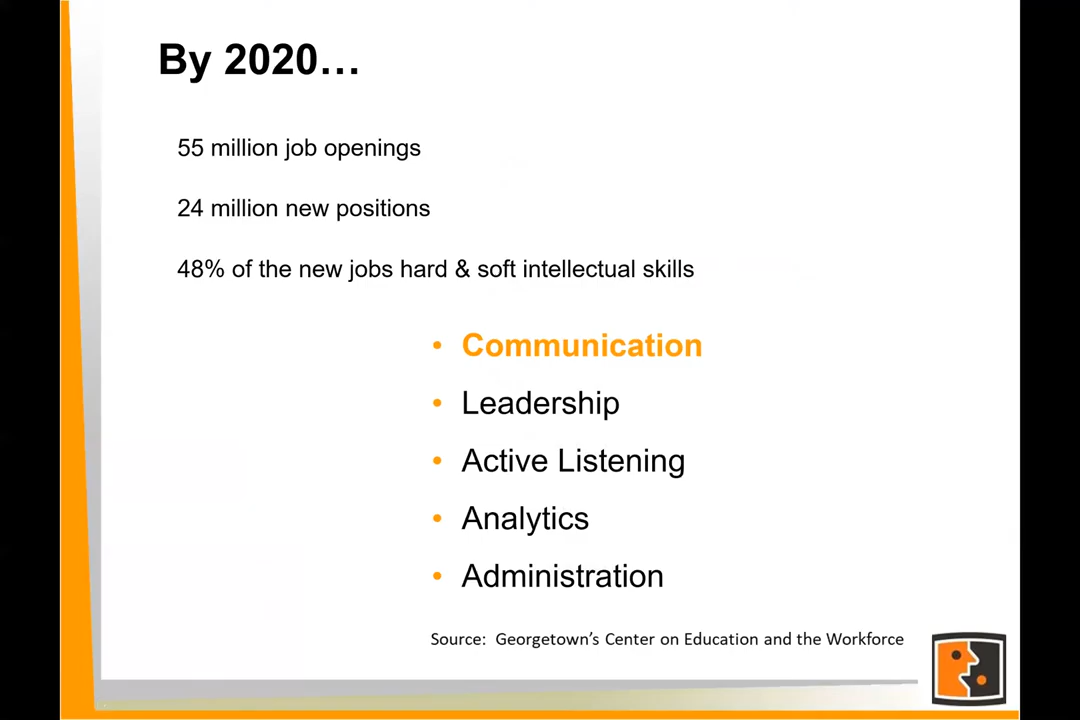 By 2020…
55 million job openings
24 million new positions
48% of the new jobs hard & soft intellectual skills
• Communication
• Leadership
• Active Listening
• Analytics
• Administration
Source: Georgetown's Center on Education and the Workforce